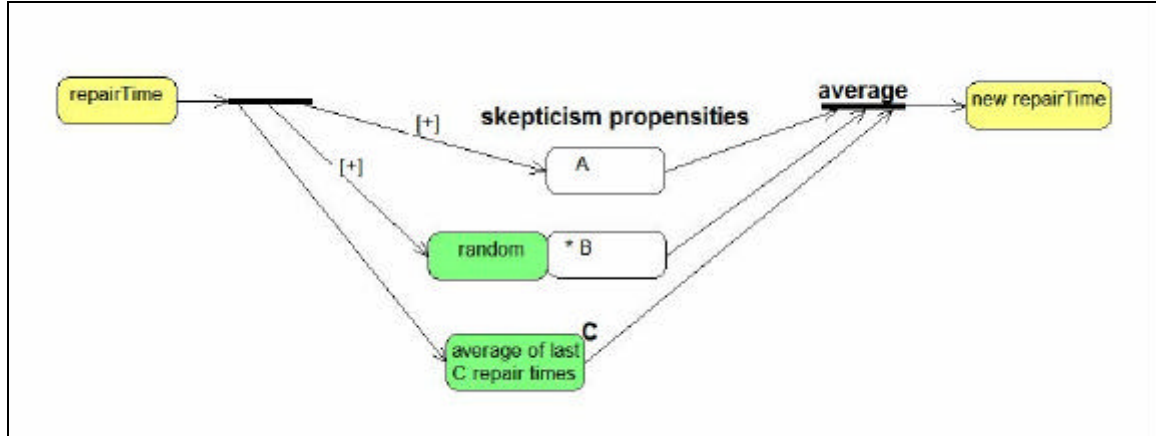 repairTime
average
new repairTime
skepticism propensities
[+]
A
[+]
random
* B
C
average of last
C repair times